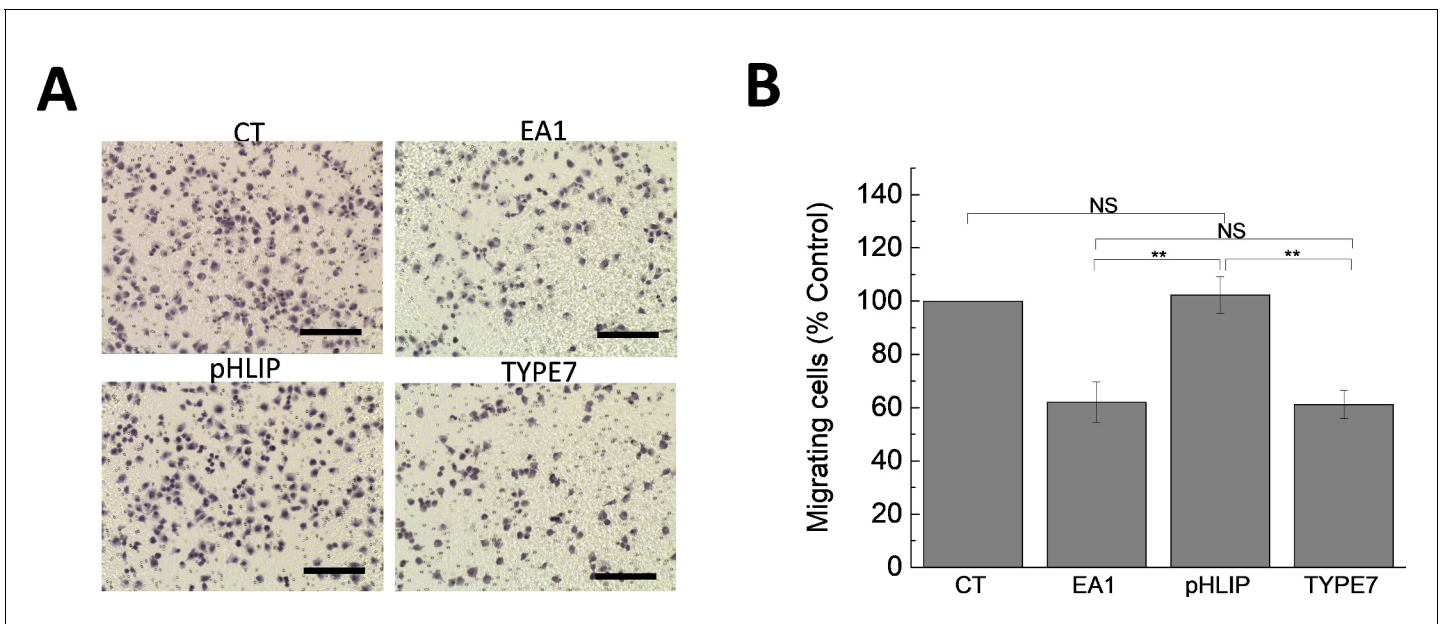 A
CT
EA1
pHLIP
TYPE7
B
Migrating cells (% Control)
140
120
100
80
60
40
20
0
NS
NS
**
**
CT
EA1
pHLIP
TYPE7